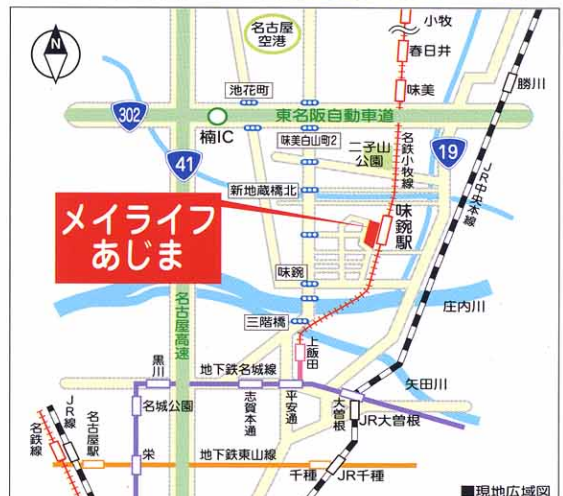 N
名古屋
空港
小牧
春日井
味美
勝川
池花町
302
楠IC
東名阪自動車道
41
味美白山町2
二子山
公園
名鉄小牧線
19
JR中央本線
新地蔵橋北
メイライフ
あじま
味鋺駅
味鋺
庄内川
三階橋
名古屋高速
上飯田
矢田川
黒川
地下鉄名城線
名城公園
志賀本通
平安通
大曽根
JR大曽根
名鉄線
JR線
名古屋駅
栄
地下鉄東山線
千種
JR千種
■現地広域図